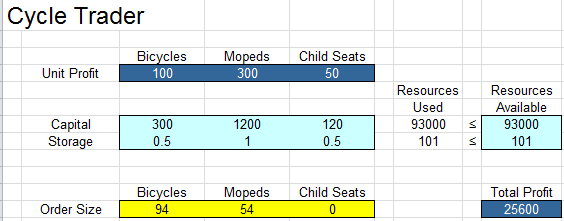 Cycle Trader
Bicycles Mopeds Child Seats
Unit Profit 100 300 50
Resources Resources
Used Available
Capital 300 1200 120 93000 ≤ 93000
Storage 0.5 1 0.5 101 ≤ 101
Bicycles Mopeds Child Seats Total Profit
Order Size 94 54 0 25600